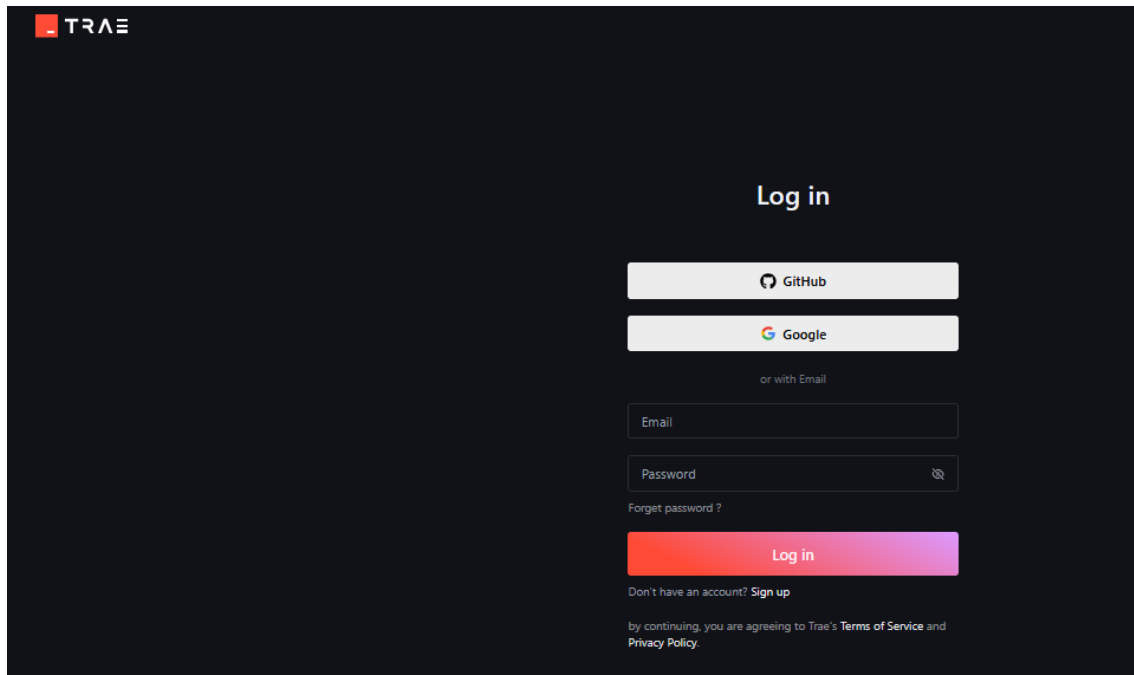 TRAE
Log in
GitHub
Google
or with Email
Email
Password
Forget password ?
Log in
Don't have an account? Sign up
by continuing, you are agreeing to Trae's Terms of Service and
Privacy Policy.